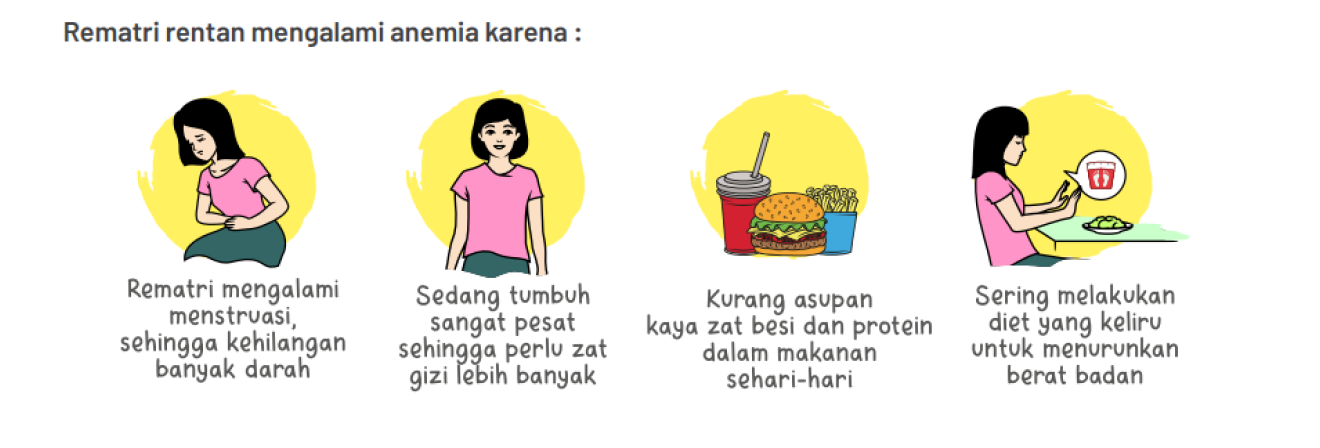 Rematri rentan mengalami anemia karena :
Rematri mengalami
menstruasi,
sehingga kehilangan
banyak darah
Sedang tumbuh
sangat pesat
sehingga perlu zat
gizi lebih banyak
Kurang asupan
kaya zat besi dan protein
dalam makanan
sehari-hari
Sering melakukan
diet yang keliru
untuk menurunkan
berat badan